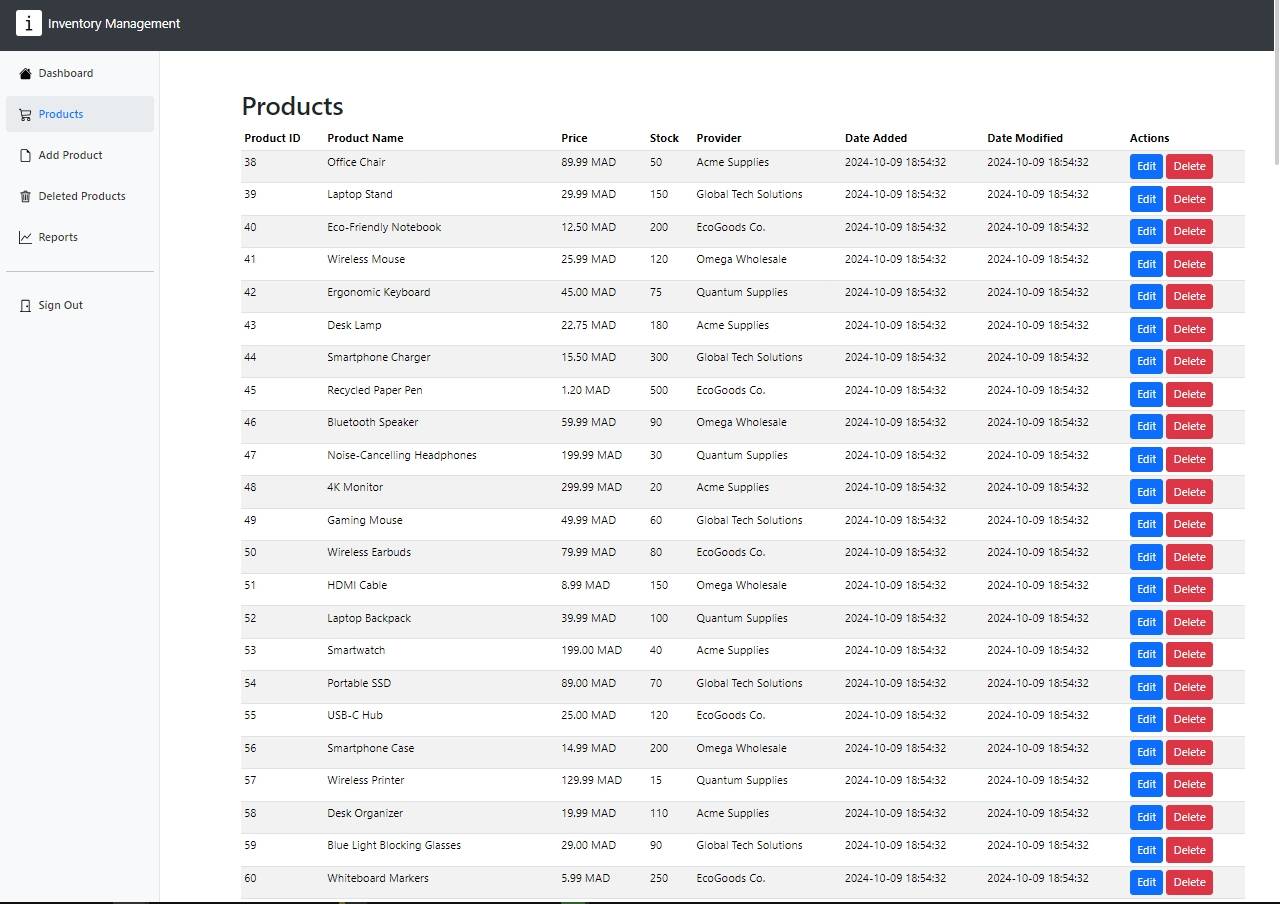 i Inventory Management
Dashboard
Products
Add Product
Deleted Products
Reports
Sign Out
Products
Product ID Product Name Price Stock Provider Date Added Date Modified Actions
38 Office Chair 89.99 MAD 50 Acme Supplies 2024-10-09 18:54:32 2024-10-09 18:54:32 Edit Delete
39 Laptop Stand 29.99 MAD 150 Global Tech Solutions 2024-10-09 18:54:32 2024-10-09 18:54:32 Edit Delete
40 Eco-Friendly Notebook 12.50 MAD 200 EcoGoods Co. 2024-10-09 18:54:32 2024-10-09 18:54:32 Edit Delete
41 Wireless Mouse 25.99 MAD 120 Omega Wholesale 2024-10-09 18:54:32 2024-10-09 18:54:32 Edit Delete
42 Ergonomic Keyboard 45.00 MAD 75 Quantum Supplies 2024-10-09 18:54:32 2024-10-09 18:54:32 Edit Delete
43 Desk Lamp 22.75 MAD 180 Acme Supplies 2024-10-09 18:54:32 2024-10-09 18:54:32 Edit Delete
44 Smartphone Charger 15.50 MAD 300 Global Tech Solutions 2024-10-09 18:54:32 2024-10-09 18:54:32 Edit Delete
45 Recycled Paper Pen 1.20 MAD 500 EcoGoods Co. 2024-10-09 18:54:32 2024-10-09 18:54:32 Edit Delete
46 Bluetooth Speaker 59.99 MAD 90 Omega Wholesale 2024-10-09 18:54:32 2024-10-09 18:54:32 Edit Delete
47 Noise-Cancelling Headphones 199.99 MAD 30 Quantum Supplies 2024-10-09 18:54:32 2024-10-09 18:54:32 Edit Delete
48 4K Monitor 299.99 MAD 20 Acme Supplies 2024-10-09 18:54:32 2024-10-09 18:54:32 Edit Delete
49 Gaming Mouse 49.99 MAD 60 Global Tech Solutions 2024-10-09 18:54:32 2024-10-09 18:54:32 Edit Delete
50 Wireless Earbuds 79.99 MAD 80 EcoGoods Co. 2024-10-09 18:54:32 2024-10-09 18:54:32 Edit Delete
51 HDMI Cable 8.99 MAD 150 Omega Wholesale 2024-10-09 18:54:32 2024-10-09 18:54:32 Edit Delete
52 Laptop Backpack 39.99 MAD 100 Quantum Supplies 2024-10-09 18:54:32 2024-10-09 18:54:32 Edit Delete
53 Smartwatch 199.00 MAD 40 Acme Supplies 2024-10-09 18:54:32 2024-10-09 18:54:32 Edit Delete
54 Portable SSD 89.00 MAD 70 Global Tech Solutions 2024-10-09 18:54:32 2024-10-09 18:54:32 Edit Delete
55 USB-C Hub 25.00 MAD 120 EcoGoods Co. 2024-10-09 18:54:32 2024-10-09 18:54:32 Edit Delete
56 Smartphone Case 14.99 MAD 200 Omega Wholesale 2024-10-09 18:54:32 2024-10-09 18:54:32 Edit Delete
57 Wireless Printer 129.99 MAD 15 Quantum Supplies 2024-10-09 18:54:32 2024-10-09 18:54:32 Edit Delete
58 Desk Organizer 19.99 MAD 110 Acme Supplies 2024-10-09 18:54:32 2024-10-09 18:54:32 Edit Delete
59 Blue Light Blocking Glasses 29.00 MAD 90 Global Tech Solutions 2024-10-09 18:54:32 2024-10-09 18:54:32 Edit Delete
60 Whiteboard Markers 5.99 MAD 250 EcoGoods Co. 2024-10-09 18:54:32 2024-10-09 18:54:32 Edit Delete